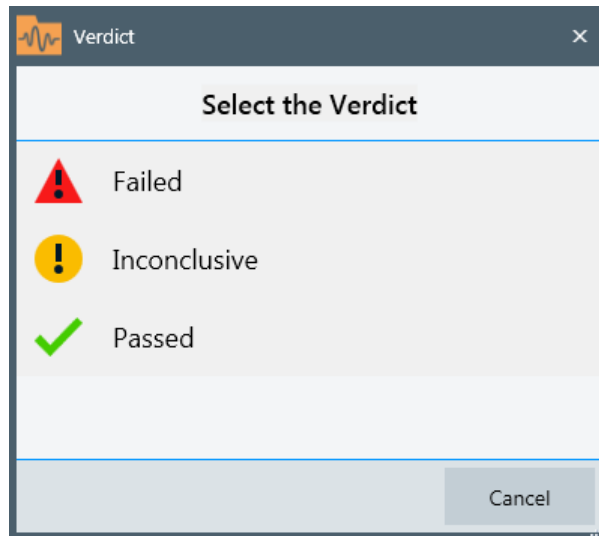 Verdict
Select the Verdict
Failed
Inconclusive
Passed
Cancel